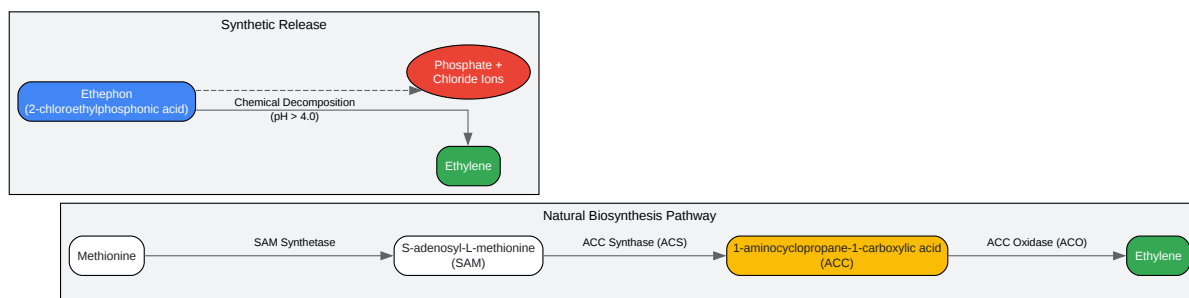 Synthetic Release
Phosphate +
Chloride Ions
Ethephon
(2-chloroethylphosphonic acid)
Chemical Decomposition
(pH > 4.0)
Ethylene
Natural Biosynthesis Pathway
Methionine
SAM Synthetase
S-adenosyl-L-methionine
(SAM)
ACC Synthase (ACS)
1-aminocyclopropane-1-carboxylic acid
(ACC)
ACC Oxidase (ACO)
Ethylene